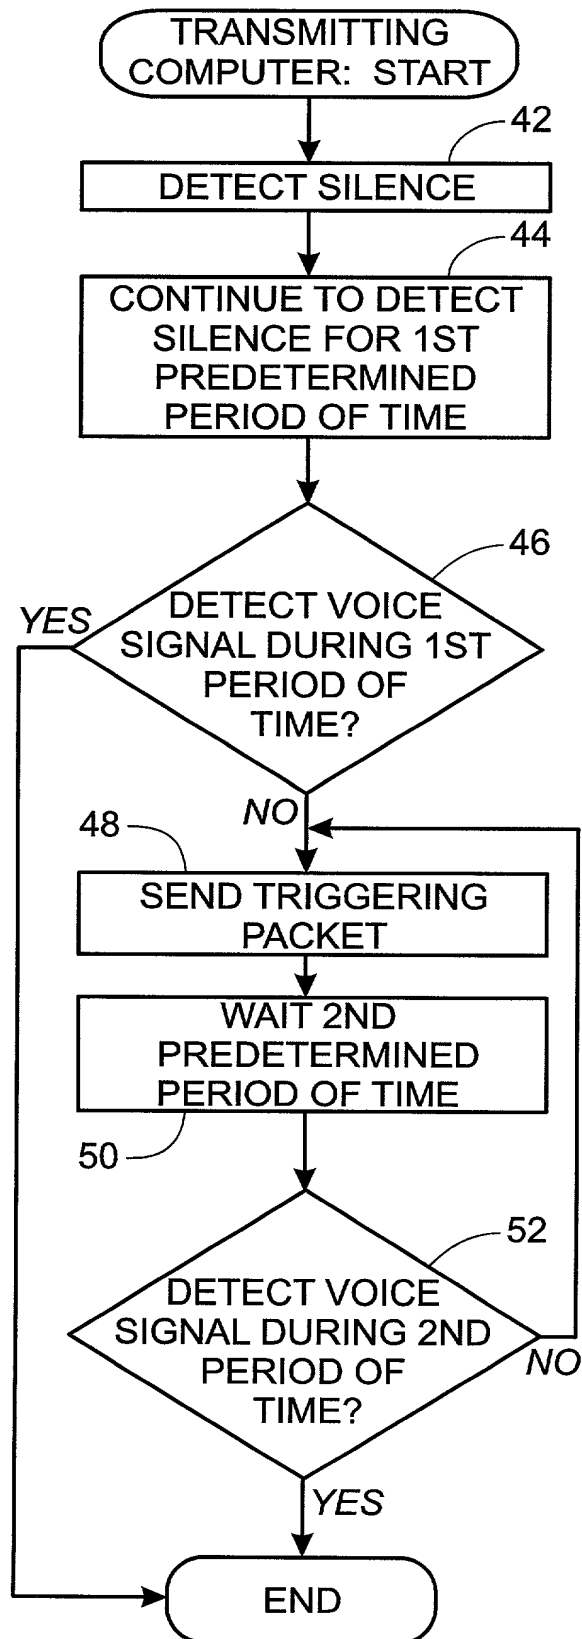 TRANSMITTING
COMPUTER: START
42
DETECT SILENCE
44
CONTINUE TO DETECT
SILENCE FOR 1ST
PREDETERMINED
PERIOD OF TIME
46
YES
DETECT VOICE
SIGNAL DURING 1ST
PERIOD OF
TIME?
NO
48
SEND TRIGGERING
PACKET
WAIT 2ND
PREDETERMINED
PERIOD OF TIME
50
52
DETECT VOICE
SIGNAL DURING 2ND
PERIOD OF
TIME?
NO
YES
END